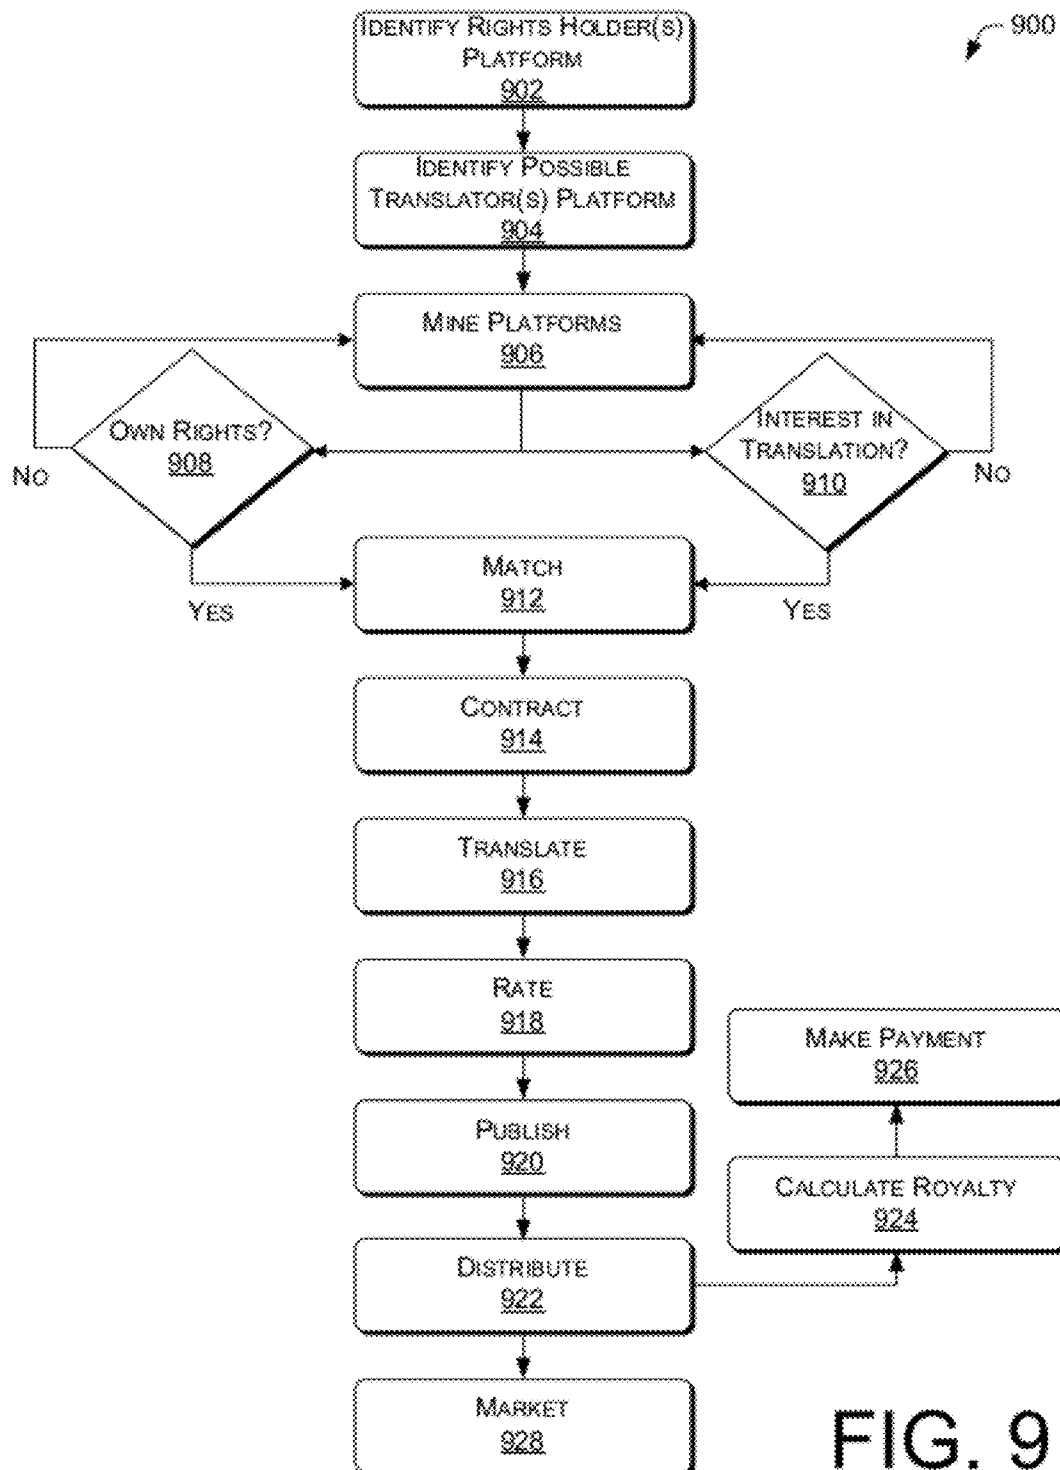 900
IDENTIFY RIGHTS HOLDER(S)
PLATFORM
902
IDENTIFY POSSIBLE
TRANSLATOR(S) PLATFORM
904
MINE PLATFORMS
906
OWN RIGHTS?
908
NO
INTEREST IN
TRANSLATION?
910
NO
YES
MATCH
912
YES
CONTRACT
914
TRANSLATE
916
RATE
918
PUBLISH
920
DISTRIBUTE
922
MAKE PAYMENT
926
CALCULATE ROYALTY
924
MARKET
928
FIG. 9